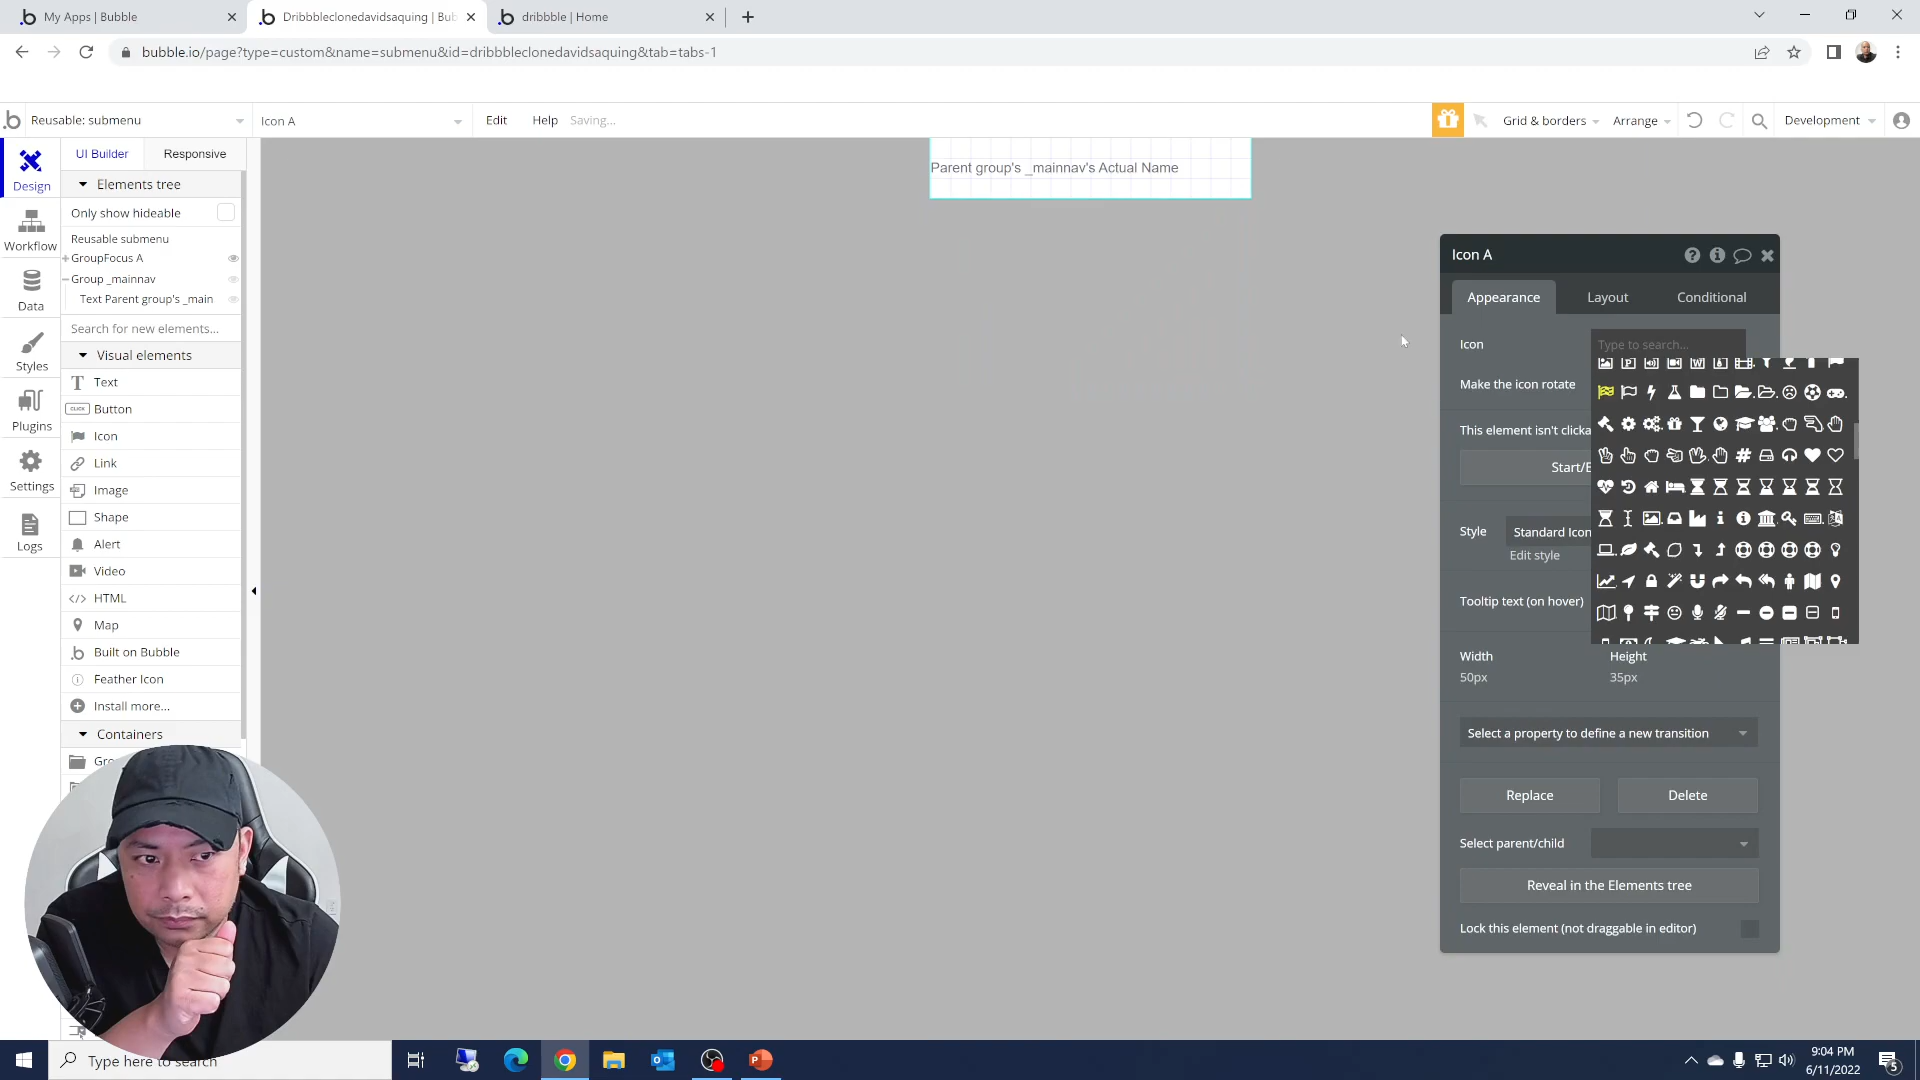 My Apps | Bubble
Dribbbleclonedavidsaquing | Bub
dribbble | Home
bubble.io/page?type=custom&name=submenu&id=dribbbleclonedavidsaquing&tab=tabs-1
Reusable: submenu
Icon A
Edit
Help
Saving...
Grid & borders
Arrange
Development
Design
Workflow
Data
Styles
Plugins
Settings
Logs
UI Builder
Responsive
Elements tree
Only show hideable
Reusable submenu
GroupFocus A
Group _mainnav
Text Parent group's _main
Search for new elements...
Visual elements
Text
CLICK
Button
Icon
Link
Image
Shape
Alert
Video
HTML
Map
Built on Bubble
Feather Icon
Install more...
Containers
Parent group's _mainnav's Actual Name
Icon A
Appearance
Layout
Conditional
Icon
Type to search...
Make the icon rotate
This element isn't clicka
Start/E
Style
Standard Icon
Edit style
Tooltip text (on hover)
Width
Height
50px
35px
Select a property to define a new transition
Replace
Delete
Select parent/child
Reveal in the Elements tree
Lock this element (not draggable in editor)
Type here to search
9:04 PM
6/11/2022
5